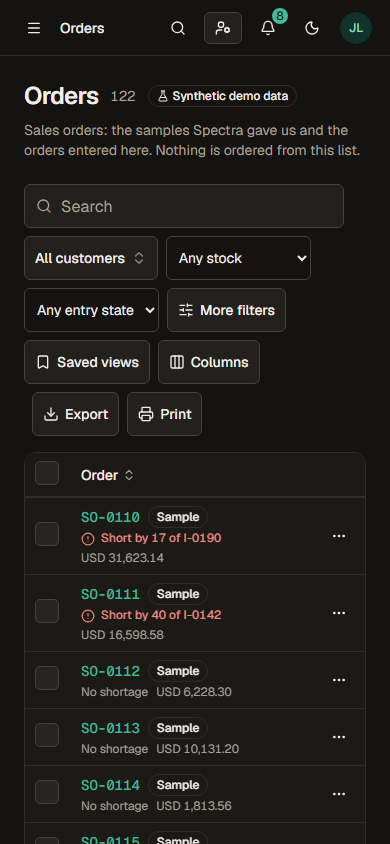 Orders
8
JL
Orders 122 Synthetic demo data
Sales orders: the samples Spectra gave us and the
orders entered here. Nothing is ordered from this list.
Search
All customers Any stock
Any entry state More filters
Saved views Columns
Export Print
Order
SO-0110 Sample
Short by 17 of I-0190
USD 31,623.14
SO-0111 Sample
Short by 40 of I-0142
USD 16,598.58
SO-0112 Sample
No shortage USD 6,228.30
SO-0113 Sample
No shortage USD 10,131.20
SO-0114 Sample
No shortage USD 1,813.56
SO-0115 Sample